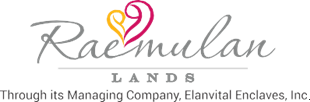 Raemulan
LANDS
Through its Managing Company, Elanvital Enclaves, Inc.